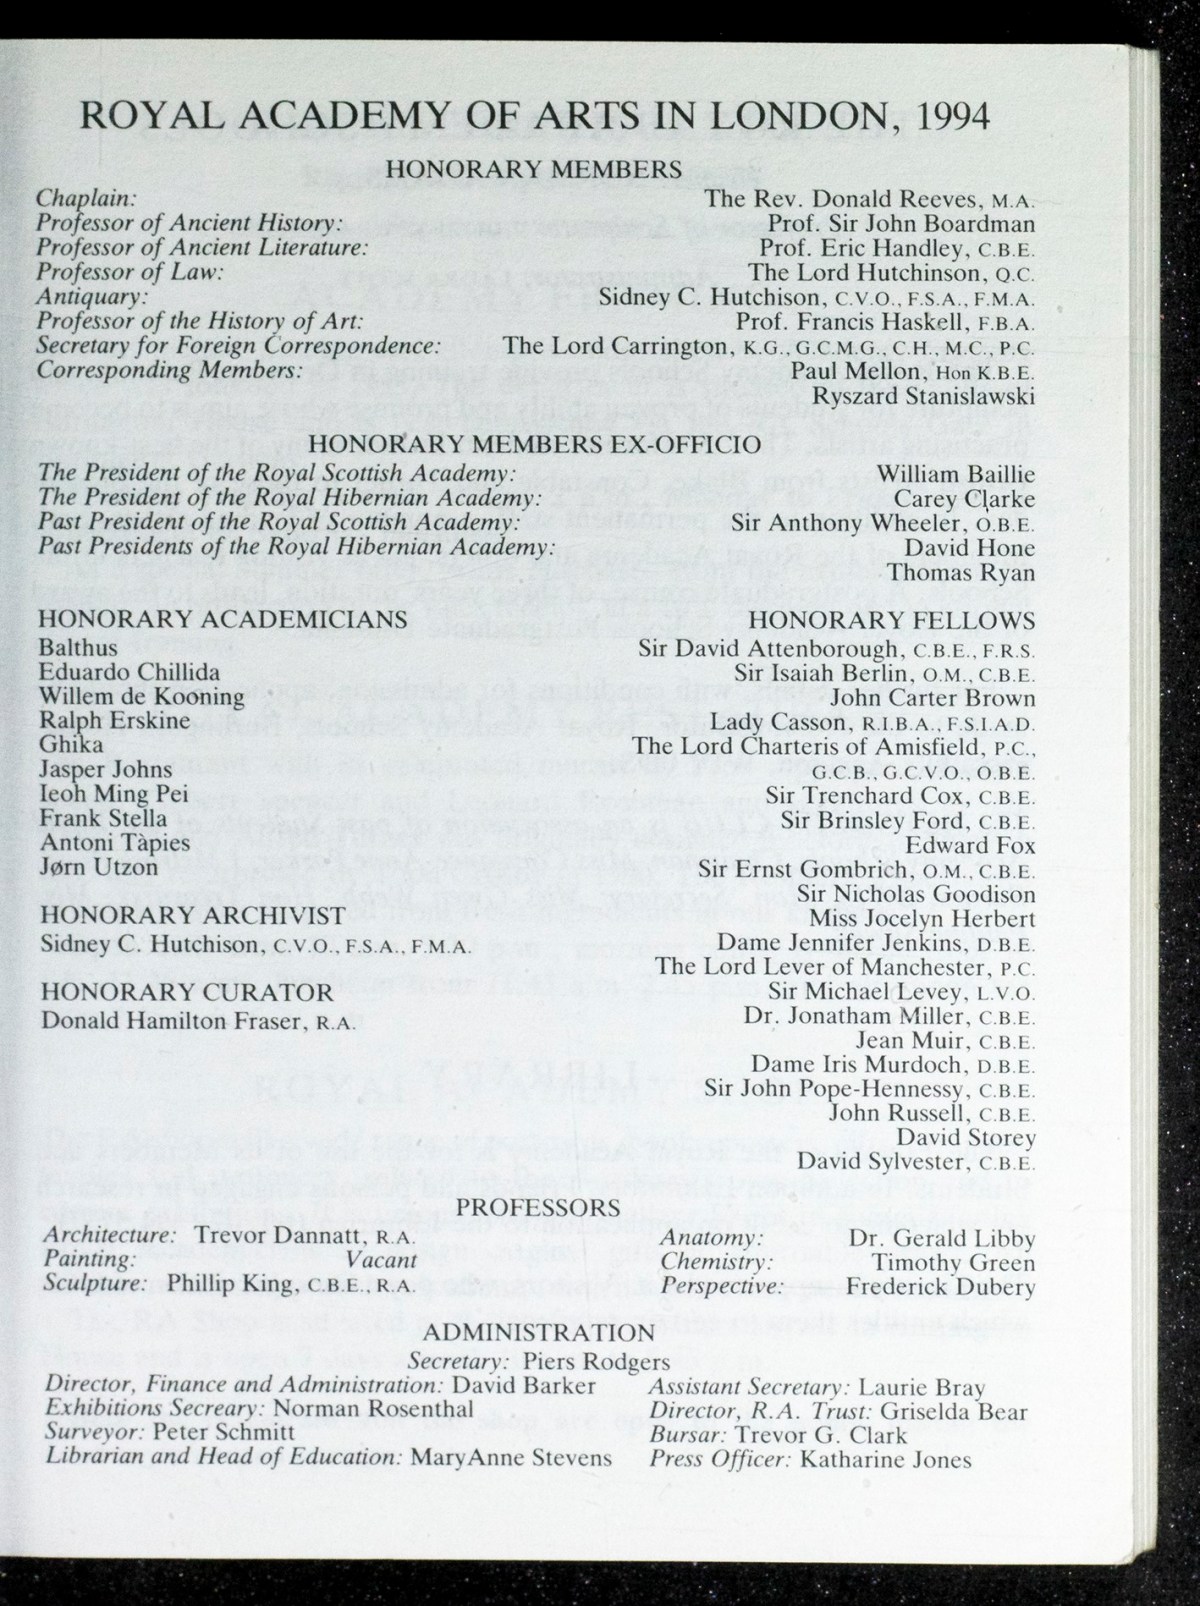 ROYAL ACADEMY OF ARTS IN LONDON, 1994
HONORARY MEMBERS
Chaplain: The Rev. Donald Reeves, M.A.
Professor of Ancient History: Prof. Sir John Boardman
Professor of Ancient Literature: Prof. Eric Handley, C.B.E.
Professor of Law: The Lord Hutchinson, Q.C.
Antiquary: Sidney C. Hutchison, C.V.O., F.S.A., F.M.A.
Professor of the History of Art: Prof. Francis Haskell, F.B.A.
Secretary for Foreign Correspondence: The Lord Carrington, K.G., G.C.M.G., C.H., M.C., P.C.
Corresponding Members: Paul Mellon, Hon K.B.E.
Ryszard Stanislawski
HONORARY MEMBERS EX-OFFICIO
The President of the Royal Scottish Academy: William Baillie
The President of the Royal Hibernian Academy: Carey Clarke
Past President of the Royal Scottish Academy: Sir Anthony Wheeler, O.B.E.
Past Presidents of the Royal Hibernian Academy: David Hone
Thomas Ryan
HONORARY ACADEMICIANS
Balthus
Eduardo Chillida
Willem de Kooning
Ralph Erskine
Ghika
Jasper Johns
Ieoh Ming Pei
Frank Stella
Antoni Tàpies
Jørn Utzon
HONORARY ARCHIVIST
Sidney C. Hutchison, C.V.O., F.S.A., F.M.A.
HONORARY CURATOR
Donald Hamilton Fraser, R.A.
HONORARY FELLOWS
Sir David Attenborough, C.B.E., F.R.S.
Sir Isaiah Berlin, O.M., C.B.E.
John Carter Brown
Lady Casson, R.I.B.A., F.S.I.A.D.
The Lord Charteris of Amisfield, P.C.,
G.C.B., G.C.V.O., O.B.E.
Sir Trenchard Cox, C.B.E.
Sir Brinsley Ford, C.B.E.
Edward Fox
Sir Ernst Gombrich, O.M., C.B.E.
Sir Nicholas Goodison
Miss Jocelyn Herbert
Dame Jennifer Jenkins, D.B.E.
The Lord Lever of Manchester, P.C.
Sir Michael Levey, L.V.O.
Dr. Jonatham Miller, C.B.E.
Jean Muir, C.B.E.
Dame Iris Murdoch, D.B.E.
Sir John Pope-Hennessy, C.B.E.
John Russell, C.B.E.
David Storey
David Sylvester, C.B.E.
PROFESSORS
Architecture: Trevor Dannatt, R.A. Anatomy: Dr. Gerald Libby
Painting: Vacant Chemistry: Timothy Green
Sculpture: Phillip King, C.B.E., R.A. Perspective: Frederick Dubery
ADMINISTRATION
Secretary: Piers Rodgers
Director, Finance and Administration: David Barker Assistant Secretary: Laurie Bray
Exhibitions Secreary: Norman Rosenthal Director, R.A. Trust: Griselda Bear
Surveyor: Peter Schmitt Bursar: Trevor G. Clark
Librarian and Head of Education: MaryAnne Stevens Press Officer: Katharine Jones